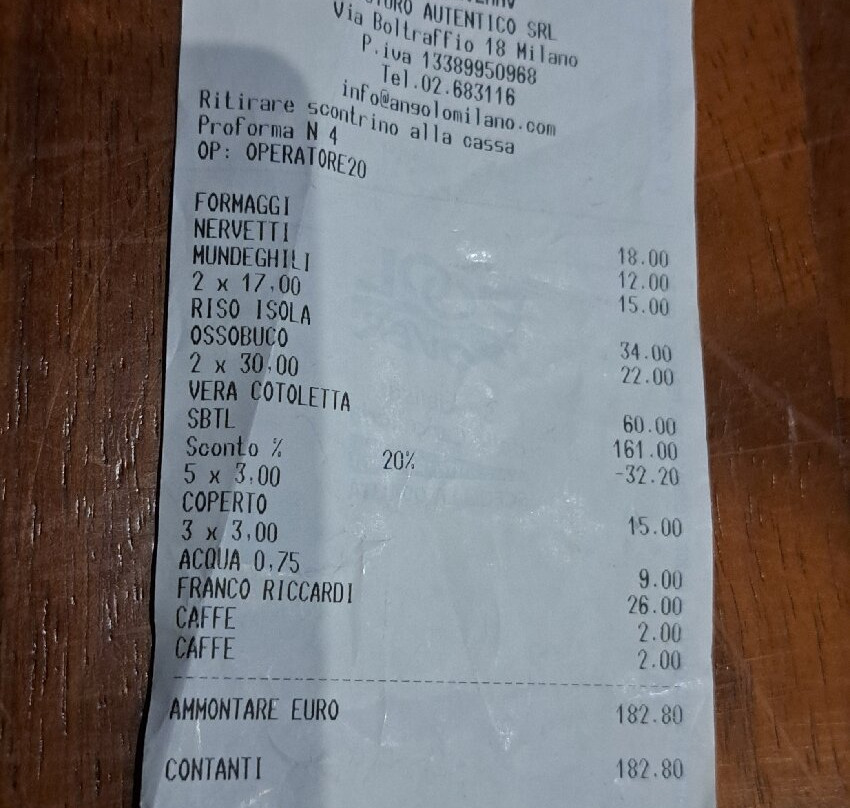 AUTENTICO SRL
Via Boltraffio 18 Milano
P.iva 13389950968
Tel.02.683116
info@angolomilano.com
Ritirare scontrino alla cassa
Proforma N 4
OP: OPERATORE20
FORMAGGI 18.00
NERVETTI 12.00
MUNDEGHILI 15.00
2 x 17,00
RISO ISOLA 34.00
OSSOBUCO 22.00
2 x 30,00
VERA COTOLETTA 60.00
SBTL 161.00
Sconto % 20% -32.20
5 x 3,00
COPERTO 15.00
3 x 3,00
ACQUA 0,75 9.00
FRANCO RICCARDI 26.00
CAFFE 2.00
CAFFE 2.00
AMMONTARE EURO 182.80
CONTANTI 182.80